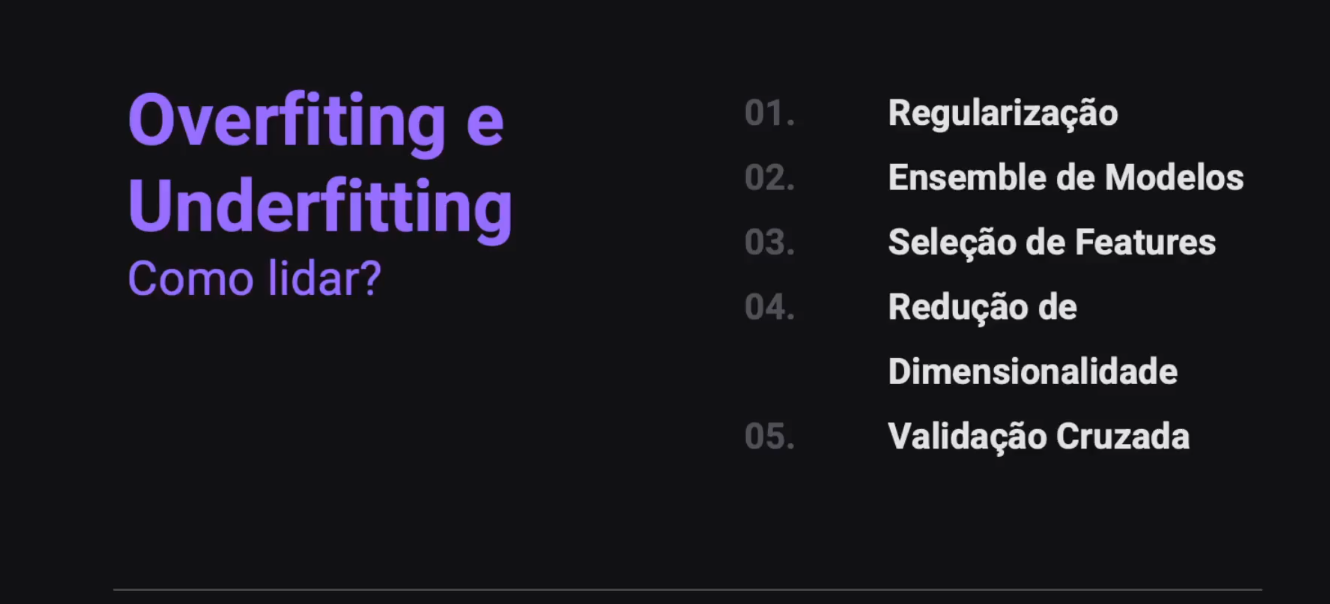 Overfiting e
Underfitting
Como lidar?
01. Regularização
02. Ensemble de Modelos
03. Seleção de Features
04. Redução de
Dimensionalidade
05. Validação Cruzada